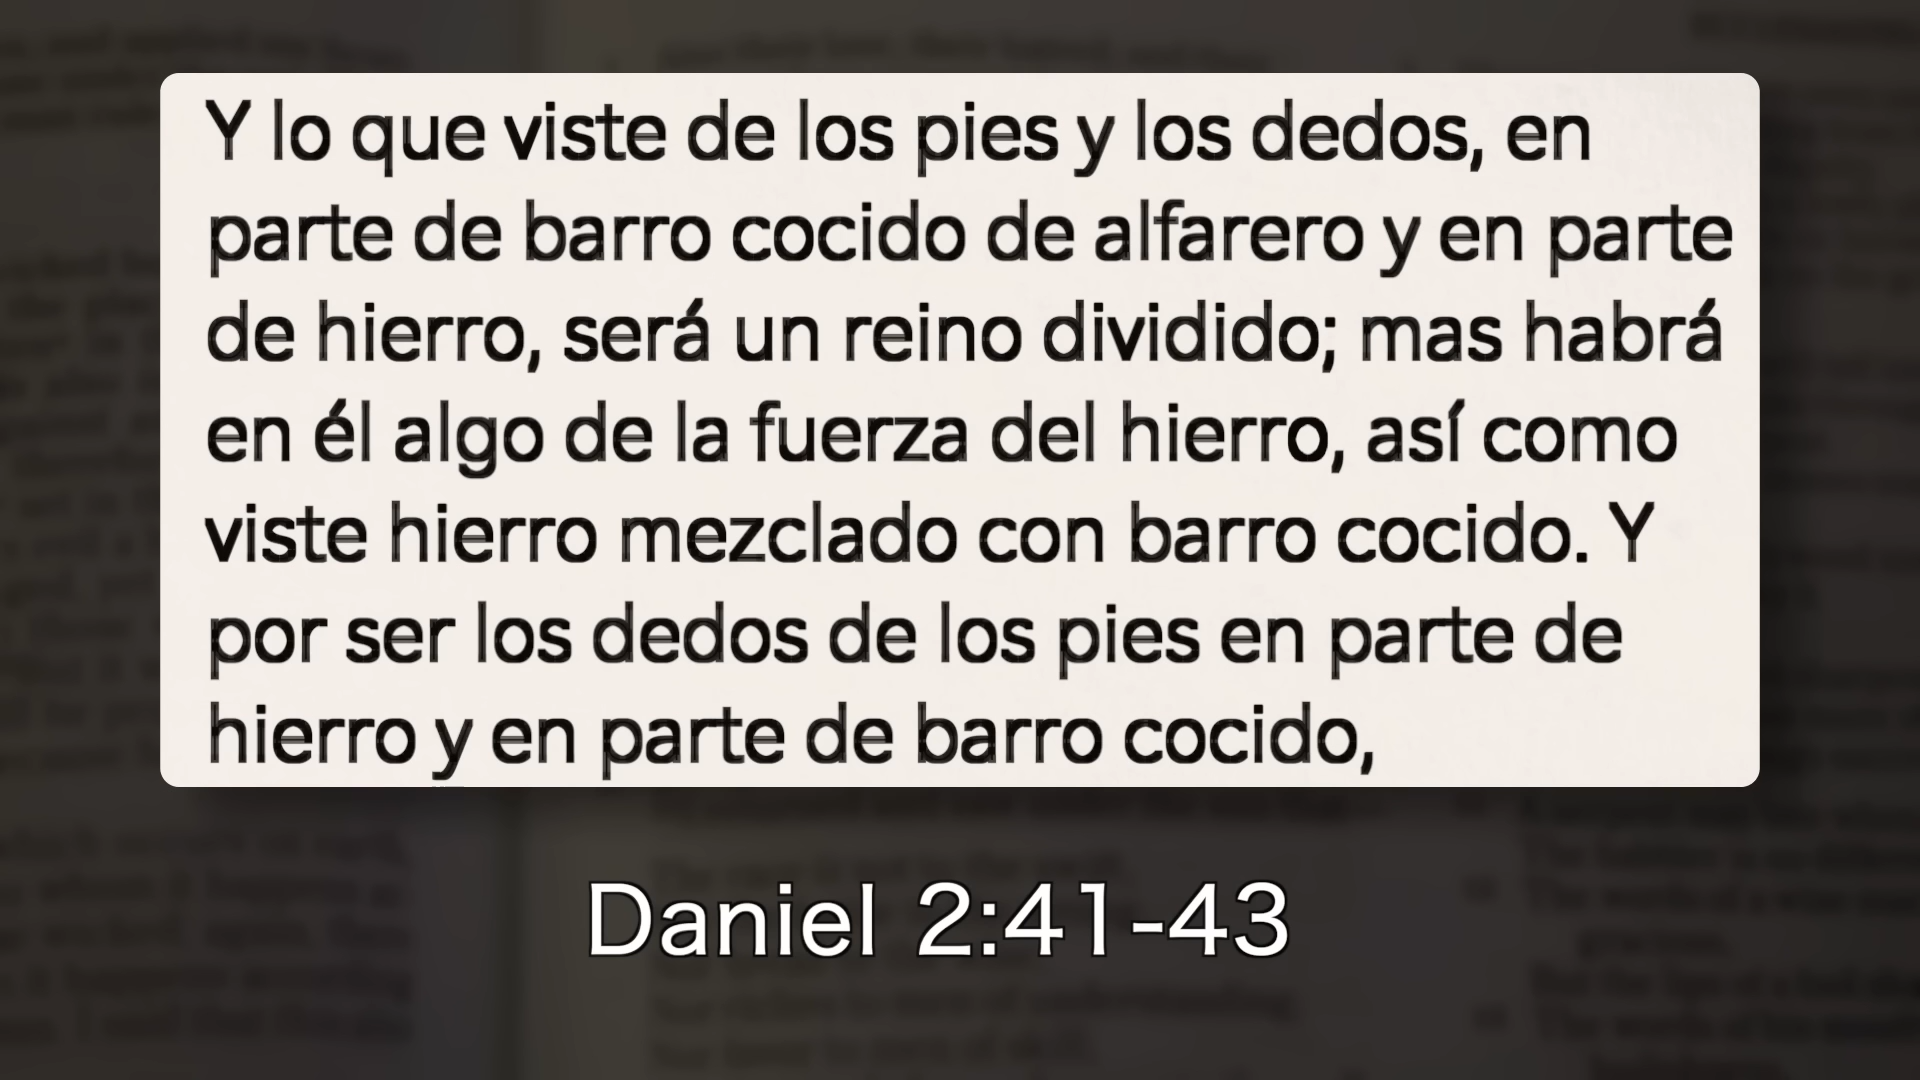 Y lo que viste de los pies y los dedos, en
parte de barro cocido de alfarero y en parte
de hierro, será un reino dividido; mas habrá
en él algo de la fuerza del hierro, así como
viste hierro mezclado con barro cocido. Y
por ser los dedos de los pies en parte de
hierro y en parte de barro cocido,
Daniel 2:41-43